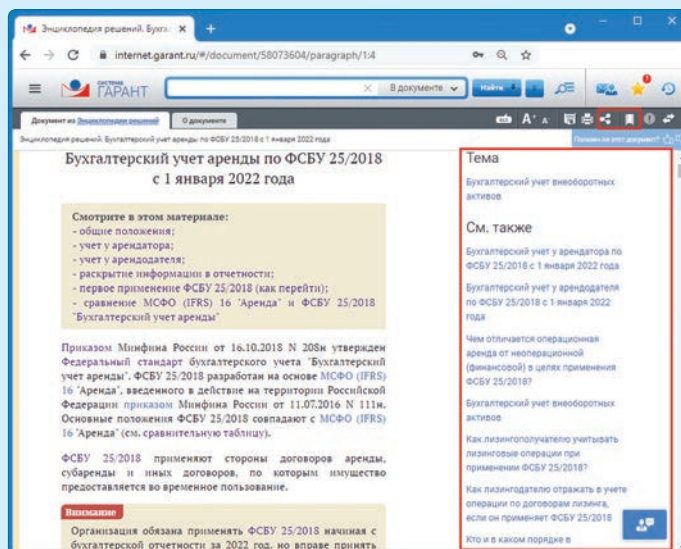 Энциклопедия решений. Бухга
internet.garant.ru/#/document/58073604/paragraph/1:4
СИСТЕМА
ГАРАНТ
В документе
Найти
Документ из Энциклопедии решений
О документе
Энциклопедия решений. Бухгалтерский учет аренды по ФСБУ 25/2018 с 1 января 2022 года
Полезен ли этот документ?
Бухгалтерский учет аренды по ФСБУ 25/2018
с 1 января 2022 года
Смотрите в этом материале:
- общие положения;
- учет у арендатора;
- учет у арендодателя;
- раскрытие информации в отчетности;
- первое применение ФСБУ 25/2018 (как перейти);
- сравнение МСФО (IFRS) 16 "Аренда" и ФСБУ 25/2018
"Бухгалтерский учет аренды"
Приказом Минфина России от 16.10.2018 N 208н утвержден
Федеральный стандарт бухгалтерского учета "Бухгалтерский
учет аренды". ФСБУ 25/2018 разработан на основе МСФО (IFRS)
16 "Аренда", введенного в действие на территории Российской
Федерации приказом Минфина России от 11.07.2016 N 111н.
Основные положения ФСБУ 25/2018 совпадают с МСФО (IFRS)
16 "Аренда" (см. сравнительную таблицу).
ФСБУ 25/2018 применяют стороны договоров аренды,
субаренды и иных договоров, по которым имущество
предоставляется во временное пользование.
Внимание
Организация обязана применять ФСБУ 25/2018 начиная с
бухгалтерской отчетности за 2022 год, но вправе принять
Тема
Бухгалтерский учет внеоборотных
активов
См. также
Бухгалтерский учет у арендатора по
ФСБУ 25/2018 с 1 января 2022 года
Бухгалтерский учет у арендодателя
по ФСБУ 25/2018 с 1 января 2022
года
Чем отличается операционная
аренда от неоперационной
(финансовой) в целях применения
ФСБУ 25/2018?
Бухгалтерский учет внеоборотных
активов
Как лизингополучателю учитывать
лизинговые операции при
применении ФСБУ 25/2018?
Как лизингодателю отражать в учете
операции по договорам лизинга,
если он применяет ФСБУ 25/2018
Кто и в каком порядке в